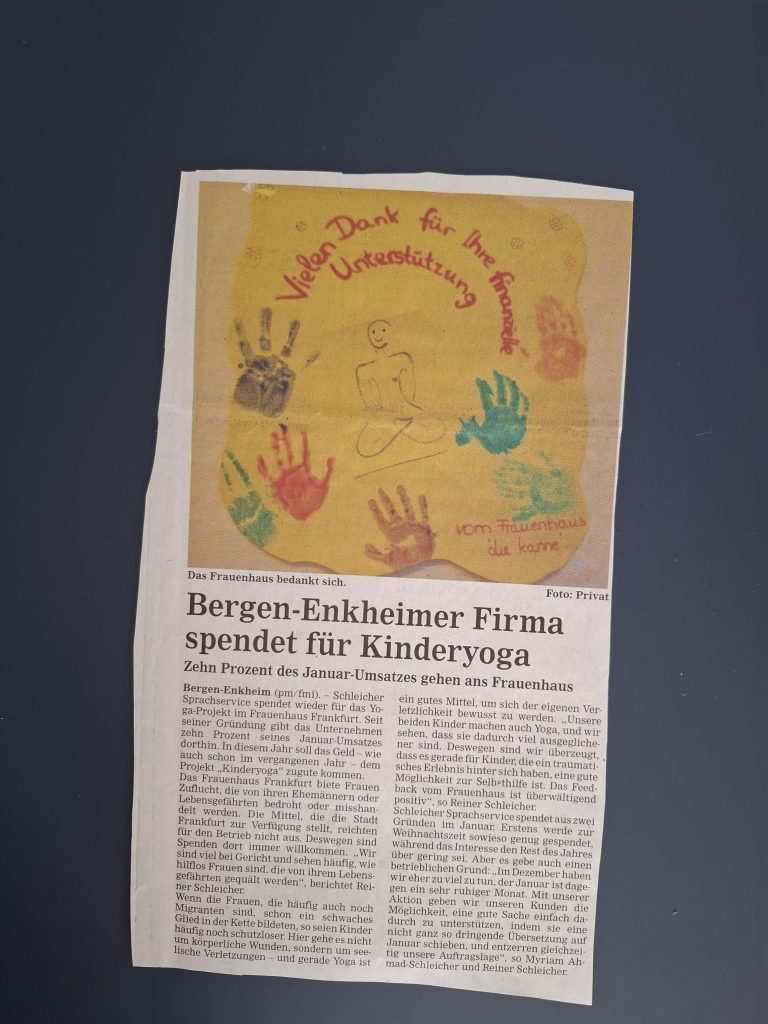 Vielen Dank für Ihre finanzielle
Unterstützung
vom Frauenhaus
die kanne
Das Frauenhaus bedankt sich.
Foto: Privat
Bergen-Enkheimer Firma
spendet für Kinderyoga
Zehn Prozent des Januar-Umsatzes gehen ans Frauenhaus
Bergen-Enkheim (pm/fmi). – Schleicher
Sprachservice spendet wieder für das Yo-
ga-Projekt im Frauenhaus Frankfurt. Seit
seiner Gründung gibt das Unternehmen
zehn Prozent seines Januar-Umsatzes
dorthin. In diesem Jahr soll das Geld – wie
auch schon im vergangenen Jahr – dem
Projekt „Kinderyoga“ zugute kommen.
Das Frauenhaus Frankfurt biete Frauen
Zuflucht, die von ihren Ehemännern oder
Lebensgefährten bedroht oder misshan-
delt werden. Die Mittel, die die Stadt
Frankfurt zur Verfügung stellt, reichten
für den Betrieb nicht aus. Deswegen sind
Spenden dort immer willkommen. „Wir
sind viel bei Gericht und sehen häufig, wie
hilflos Frauen sind, die von ihrem Lebens-
gefährten gequält werden“, berichtet Rei-
ner Schleicher.
Wenn die Frauen, die häufig auch noch
Migranten sind, schon ein schwaches
Glied in der Kette bildeten, so seien Kinder
häufig noch schutzloser. Hier gehe es nicht
um körperliche Wunden, sondern um see-
lische Verletzungen – und gerade Yoga ist
ein gutes Mittel, um sich der eigenen Ver-
letzlichkeit bewusst zu werden. „Unsere
beiden Kinder machen auch Yoga, und wir
sehen, dass sie dadurch viel ausgegliche-
ner sind. Deswegen sind wir überzeugt,
dass es gerade für Kinder, die ein traumati-
sches Erlebnis hinter sich haben, eine gute
Möglichkeit zur Selbsthilfe ist. Das Feed-
back vom Frauenhaus ist überwältigend
positiv“, so Reiner Schleicher.
Schleicher Sprachservice spendet aus zwei
Gründen im Januar. Erstens werde zur
Weihnachtszeit sowieso genug gespendet,
während das Interesse den Rest des Jahres
über gering sei. Aber es gebe auch einen
betrieblichen Grund: „Im Dezember haben
wir eher zu viel zu tun, der Januar ist dage-
gen ein sehr ruhiger Monat. Mit unserer
Aktion geben wir unseren Kunden die
Möglichkeit, eine gute Sache einfach da-
durch zu unterstützen, indem sie eine
nicht ganz so dringende Übersetzung auf
Januar schieben, und entzerren gleichzei-
tig unsere Auftragslage“, so Myriam Ah-
mad-Schleicher und Reiner Schleicher.